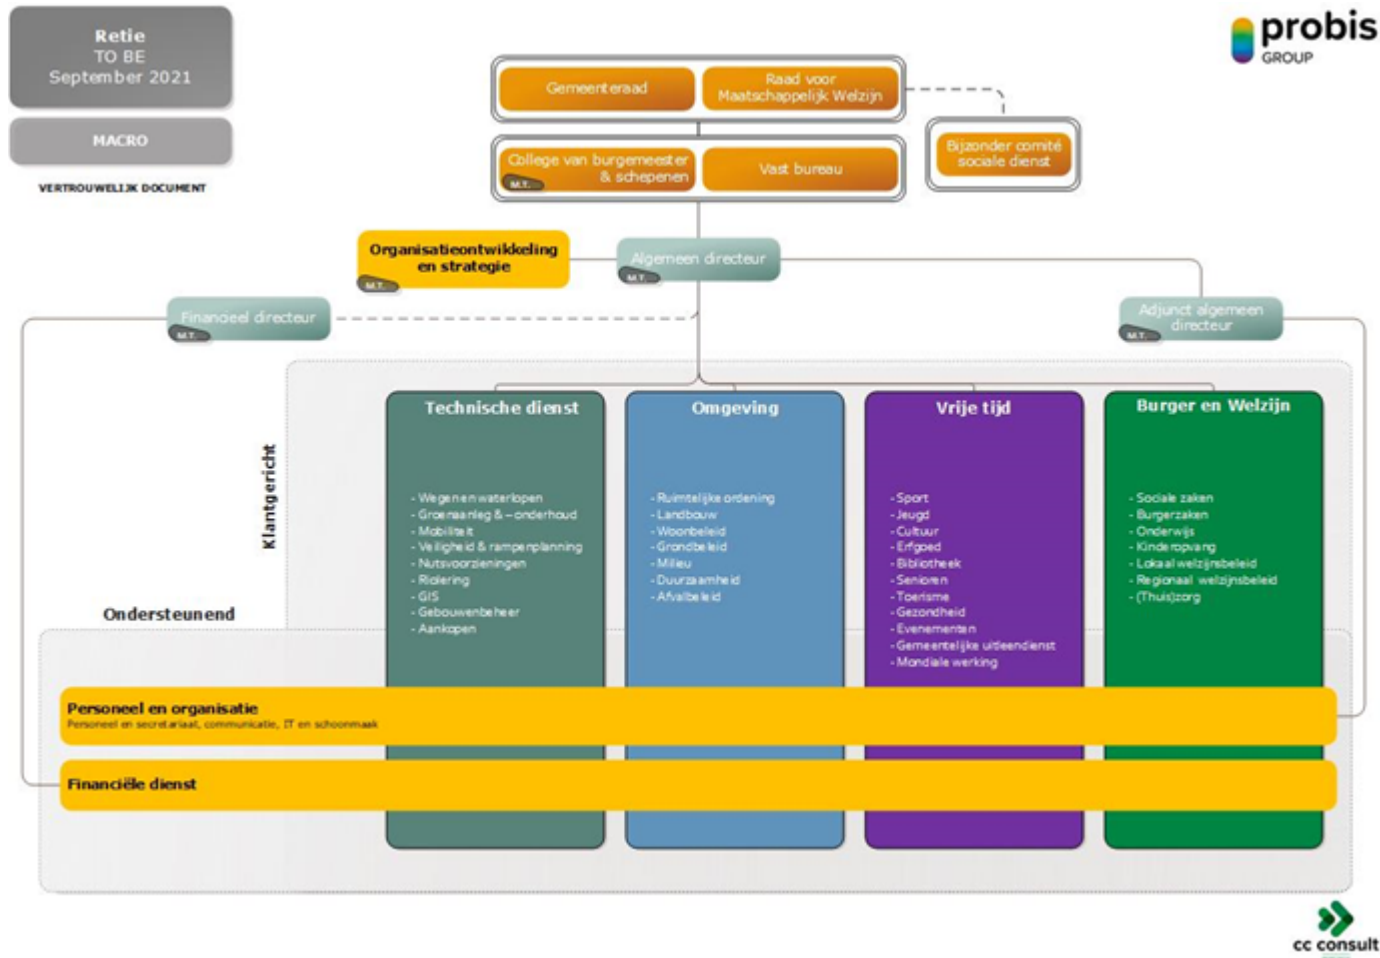 Retie
TO BE
September 2021
MACRO
VERTROUWELIJK DOCUMENT
probis
GROUP
Gemeenteraad
Raad voor
Maatschappelijk Welzijn
College van burgemeester
& schepenen
M.T.
Vast bureau
Bijzonder comité
sociale dienst
Organisatieontwikkeling
en strategie
M.T.
Algemeen directeur
M.T.
Financieel directeur
M.T.
Adjunct algemeen
directeur
M.T.
Klantgericht
Ondersteunend
Technische dienst
- Wegen en waterlopen
- Groenaanleg & – onderhoud
- Mobiliteit
- Veiligheid & rampenplanning
- Nutsvoorzieningen
- Riolering
- GIS
- Gebouwenbeheer
- Aankopen
Omgeving
- Ruimtelijke ordening
- Landbouw
- Woonbeleid
- Grondbeleid
- Milieu
- Duurzaamheid
- Afvalbeleid
Vrije tijd
- Sport
- Jeugd
- Cultuur
- Erfgoed
- Bibliotheek
- Senioren
- Toerisme
- Gezondheid
- Evenementen
- Gemeentelijke uitleendienst
- Mondiale werking
Burger en Welzijn
- Sociale zaken
- Burgerzaken
- Onderwijs
- Kinderopvang
- Lokaal welzijnsbeleid
- Regionaal welzijnsbeleid
- (Thuis)zorg
Personeel en organisatie
Personeel en secretariaat, communicatie, IT en schoonmaak
Financiële dienst
cc consult